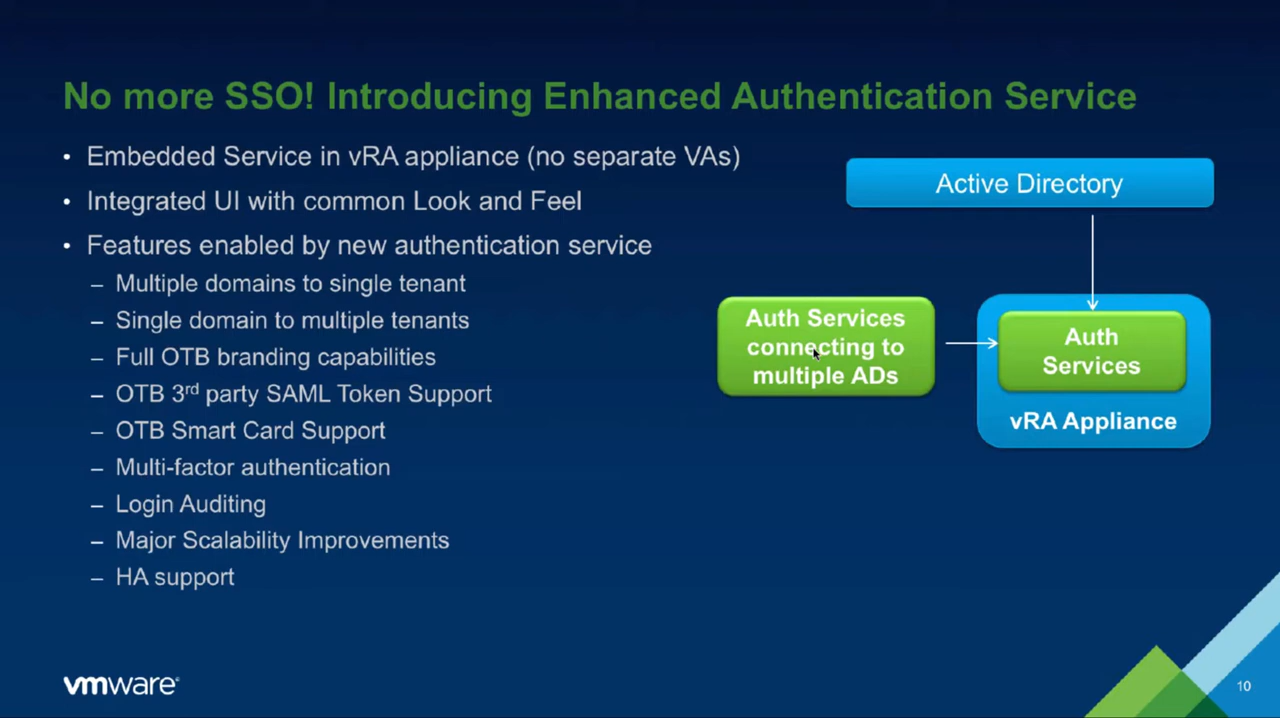 No more SSO! Introducing Enhanced Authentication Service
• Embedded Service in vRA appliance (no separate VAs)
• Integrated UI with common Look and Feel
• Features enabled by new authentication service
– Multiple domains to single tenant
– Single domain to multiple tenants
– Full OTB branding capabilities
– OTB 3rd party SAML Token Support
– OTB Smart Card Support
– Multi-factor authentication
– Login Auditing
– Major Scalability Improvements
– HA support
Active Directory
Auth Services
connecting to
multiple ADs
Auth
Services
vRA Appliance
vmware
10